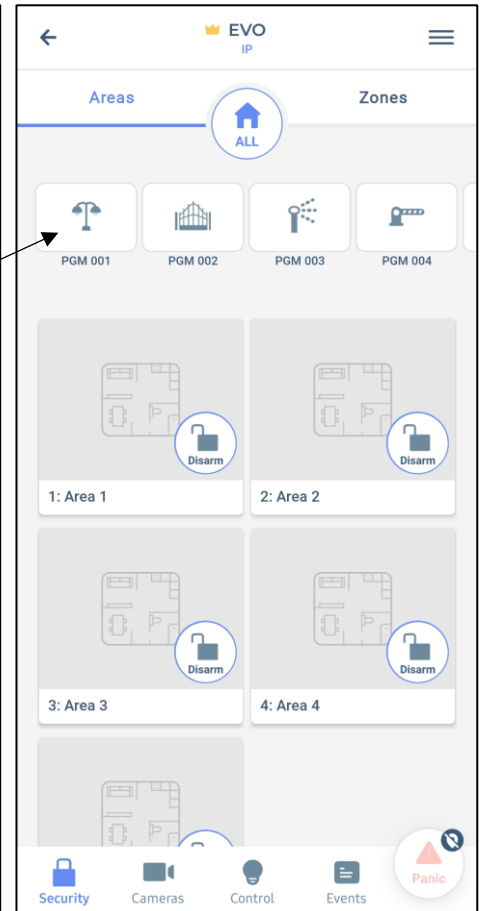 EVO
IP
Areas
Zones
ALL
PGM 001 PGM 002 PGM 003 PGM 004
Disarm Disarm
1: Area 1 2: Area 2
Disarm Disarm
3: Area 3 4: Area 4
Security Cameras Control Events Panic